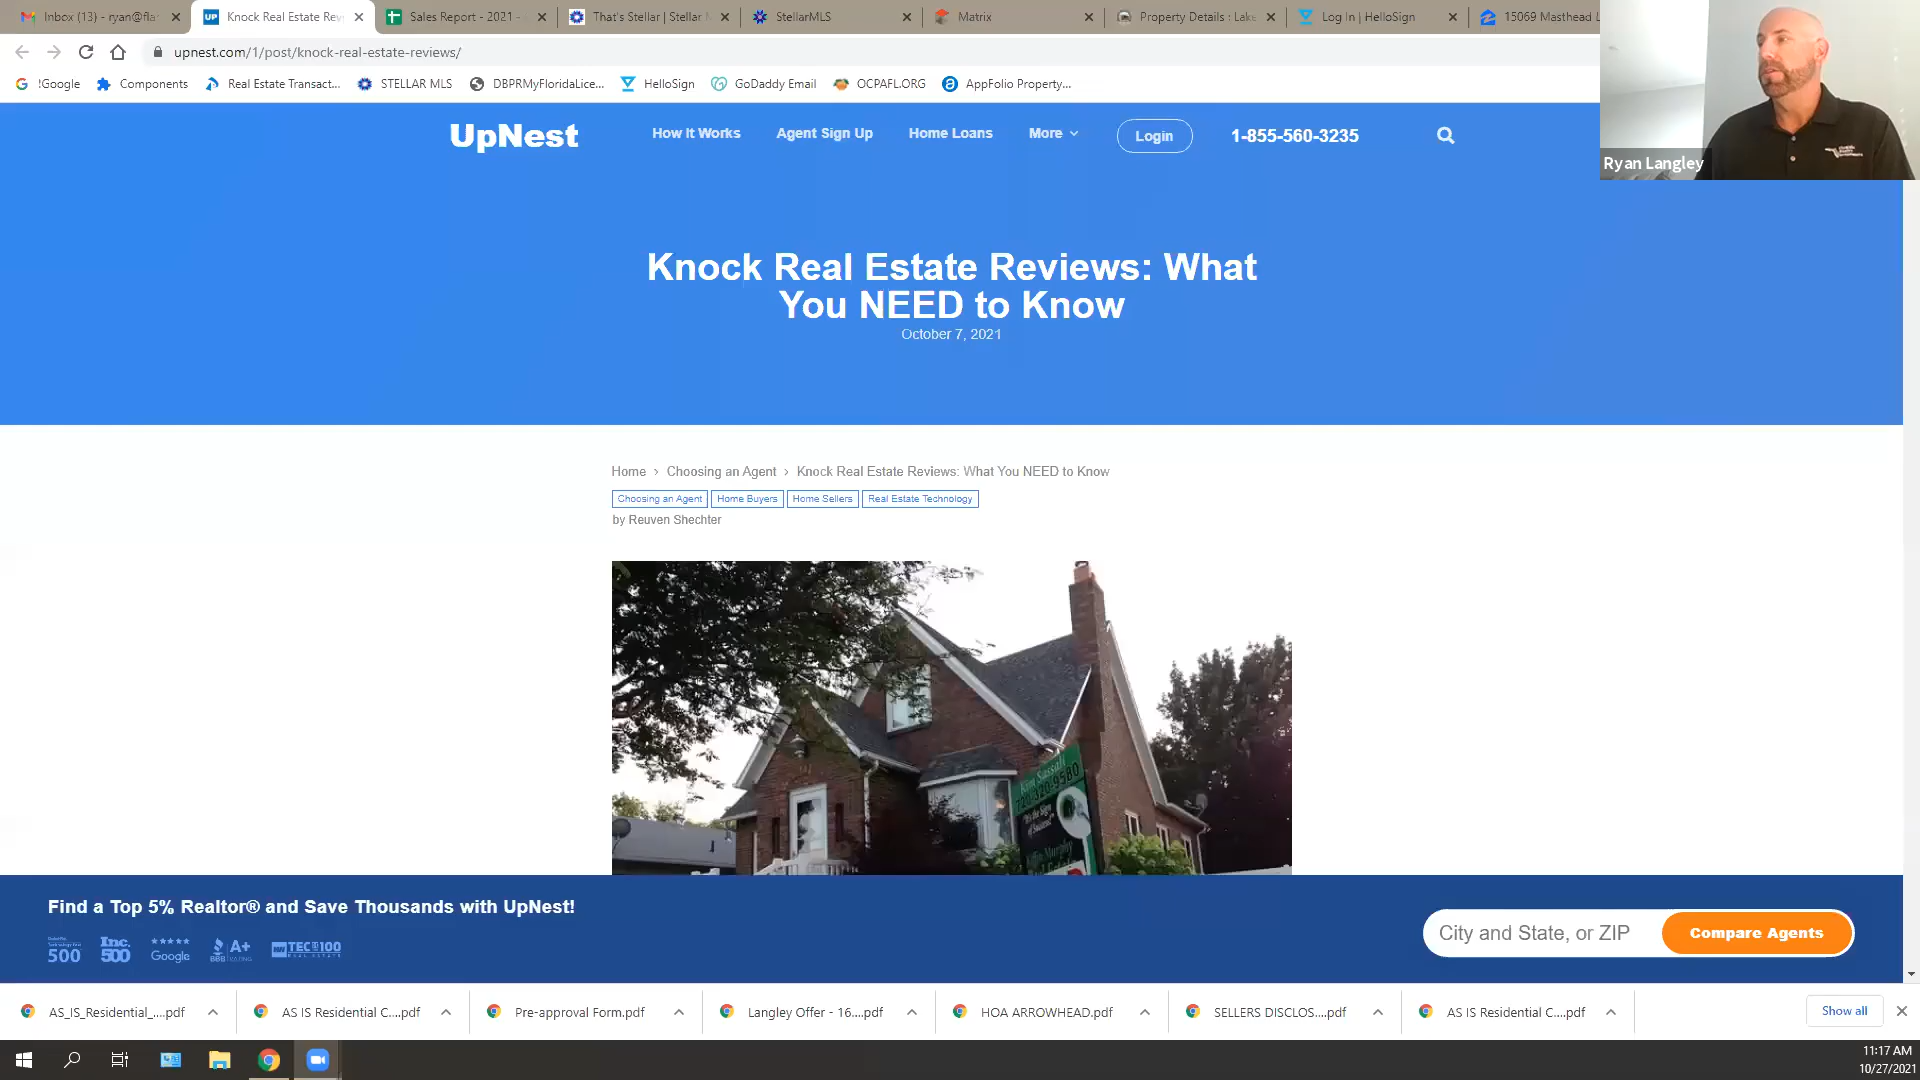 Inbox (13) - ryan@fla
Knock Real Estate Rev
Sales Report - 2021 -
That's Stellar | Stellar M
StellarMLS
Matrix
Property Details : Lake
Log In | HelloSign
15069 Masthead L
upnest.com/1/post/knock-real-estate-reviews/
!Google
Components
Real Estate Transact...
STELLAR MLS
DBPRMyFloridaLice...
HelloSign
GoDaddy Email
OCPAFL.ORG
AppFolio Property...
Ryan Langley
UpNest
How It Works
Agent Sign Up
Home Loans
More
Login
1-855-560-3235
Knock Real Estate Reviews: What
You NEED to Know
October 7, 2021
Home > Choosing an Agent > Knock Real Estate Reviews: What You NEED to Know
Choosing an Agent
Home Buyers
Home Sellers
Real Estate Technology
by Reuven Shechter
Kim Sassalt
720-320-9580
Find a Top 5% Realtor® and Save Thousands with UpNest!
500
Inc.
500
Google
A+
TEC 100
City and State, or ZIP
Compare Agents
AS_IS_Residential_....pdf
AS IS Residential C....pdf
Pre-approval Form.pdf
Langley Offer - 16....pdf
HOA ARROWHEAD.pdf
SELLERS DISCLOS....pdf
AS IS Residential C....pdf
Show all
11:17 AM
10/27/2021